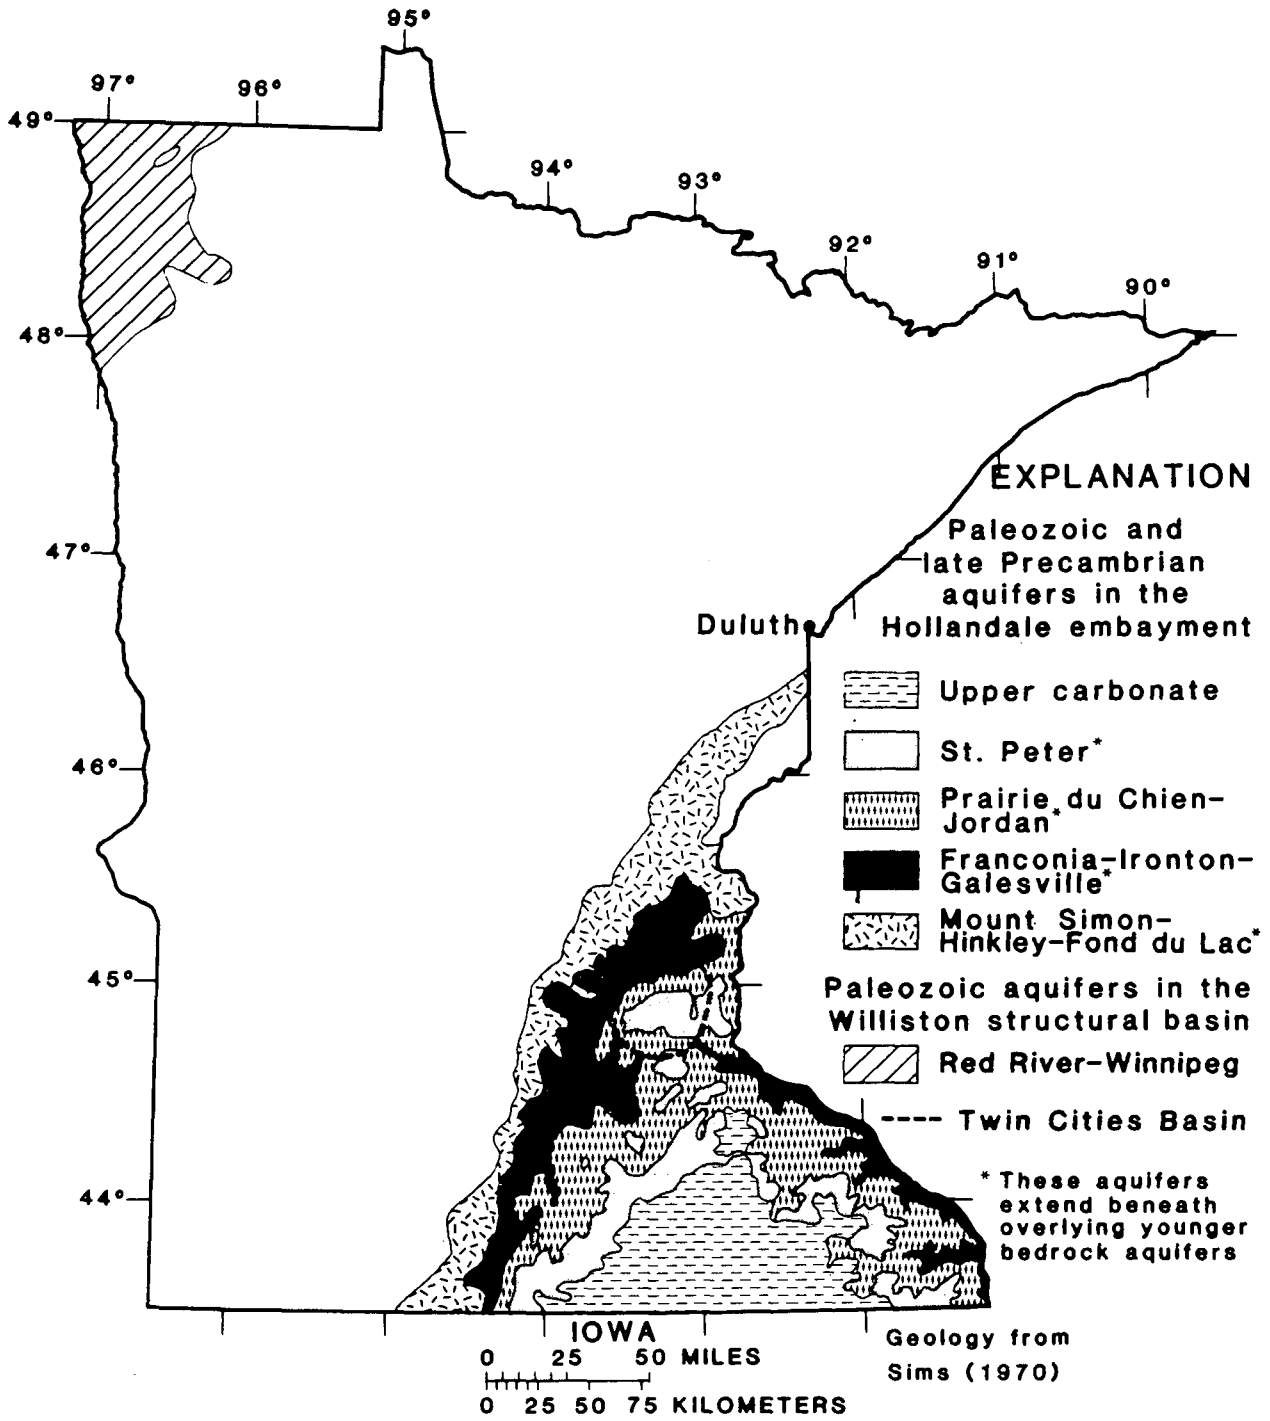 95°
97°
96°
49°
94°
93°
92°
91°
90°
48°
EXPLANATION
Paleozoic and
late Precambrian
aquifers in the
Hollandale embayment
47°
Duluth
Upper carbonate
St. Peter*
46°
Prairie du Chien-
Jordan*
Franconia-Ironton-
Galesville*
Mount Simon-
Hinkley-Fond du Lac*
45°
Paleozoic aquifers in the
Williston structural basin
Red River-Winnipeg
Twin Cities Basin
44°
* These aquifers
extend beneath
overlying younger
bedrock aquifers
IOWA
0 25 50 MILES
0 25 50 75 KILOMETERS
Geology from
Sims (1970)